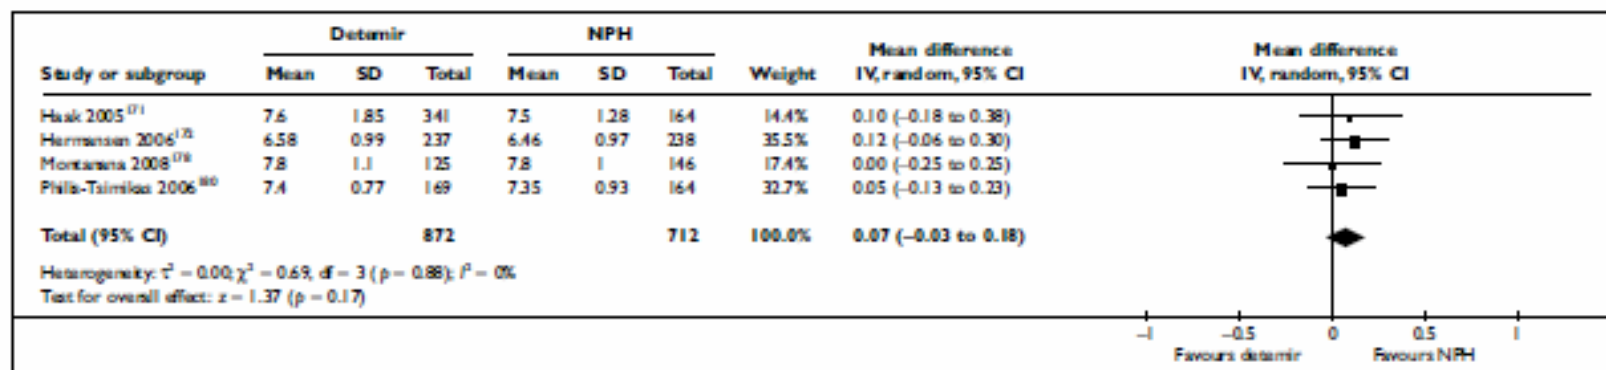 Detemir NPH Mean difference Mean difference
Study or subgroup Mean SD Total Mean SD Total Weight IV, random, 95% CI IV, random, 95% CI
Haak 2005 171 7.6 1.85 341 7.5 1.28 164 14.4% 0.10 (–0.18 to 0.38)
Hermansen 2006 172 6.58 0.99 237 6.46 0.97 238 35.5% 0.12 (–0.06 to 0.30)
Montanana 2008 178 7.8 1.1 125 7.8 1 146 17.4% 0.00 (–0.25 to 0.25)
Philis-Tsimikas 2006 180 7.4 0.77 169 7.35 0.93 164 32.7% 0.05 (–0.13 to 0.23)
Total (95% CI) 872 712 100.0% 0.07 (–0.03 to 0.18)
Heterogeneity: τ² = 0.00; χ² = 0.69, df = 3 (p = 0.88); I² = 0%
Test for overall effect: z = 1.37 (p = 0.17)
–1 –0.5 0 0.5 1
Favours detemir Favours NPH